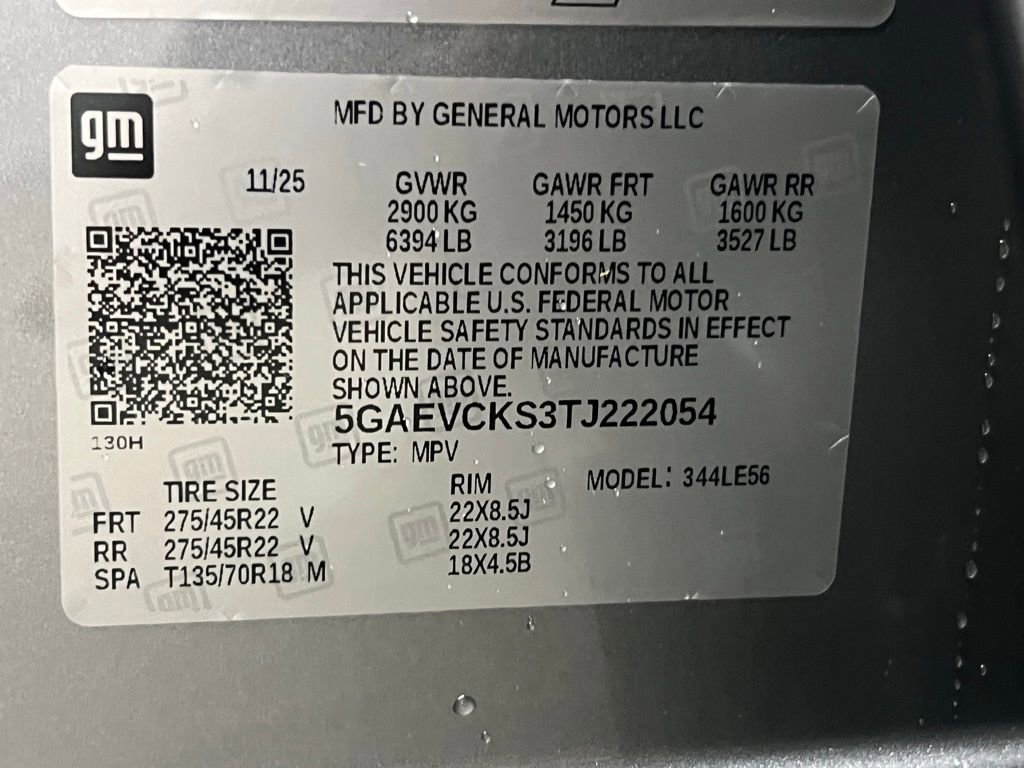 gm
MFD BY GENERAL MOTORS LLC
11/25 GVWR GAWR FRT GAWR RR
2900 KG 1450 KG 1600 KG
6394 LB 3196 LB 3527 LB
THIS VEHICLE CONFORMS TO ALL
APPLICABLE U.S. FEDERAL MOTOR
VEHICLE SAFETY STANDARDS IN EFFECT
ON THE DATE OF MANUFACTURE
SHOWN ABOVE.
5GAEVCKS3TJ222054
130H
TYPE: MPV
TIRE SIZE RIM MODEL: 344LE56
FRT 275/45R22 V 22X8.5J
RR 275/45R22 V 22X8.5J
SPA T135/70R18 M 18X4.5B